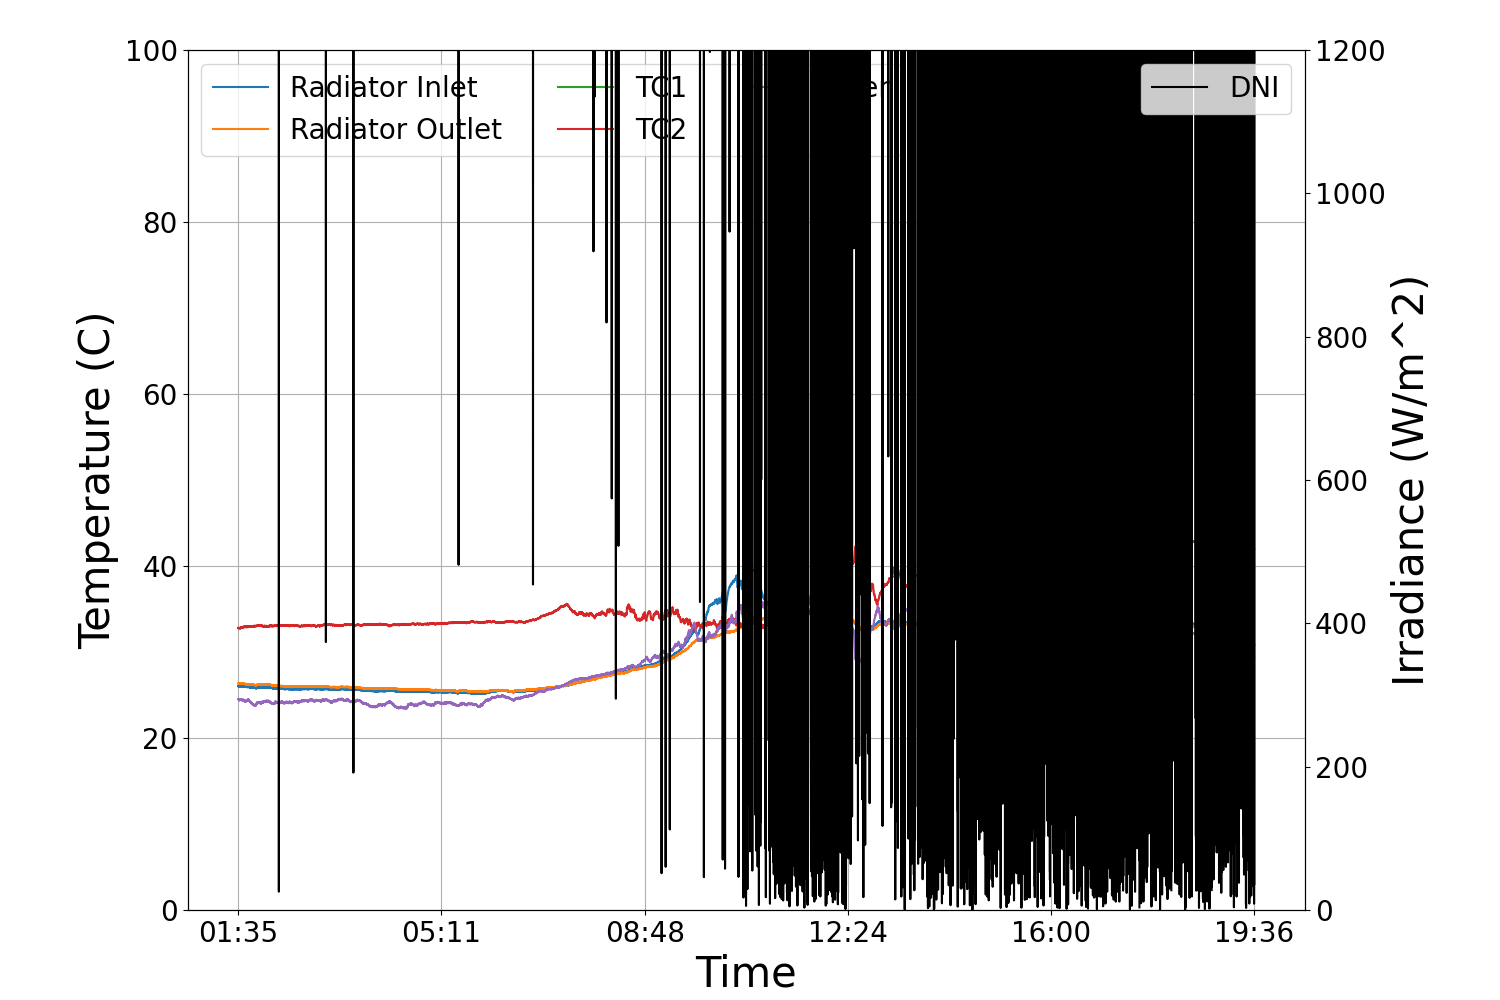 100
80
60
40
20
0
Temperature (C)
Radiator Inlet
Radiator Outlet
TC1
TC2
DNI
1200
1000
800
600
400
200
0
Irradiance (W/m^2)
01:35 05:11 08:48 12:24 16:00 19:36
Time